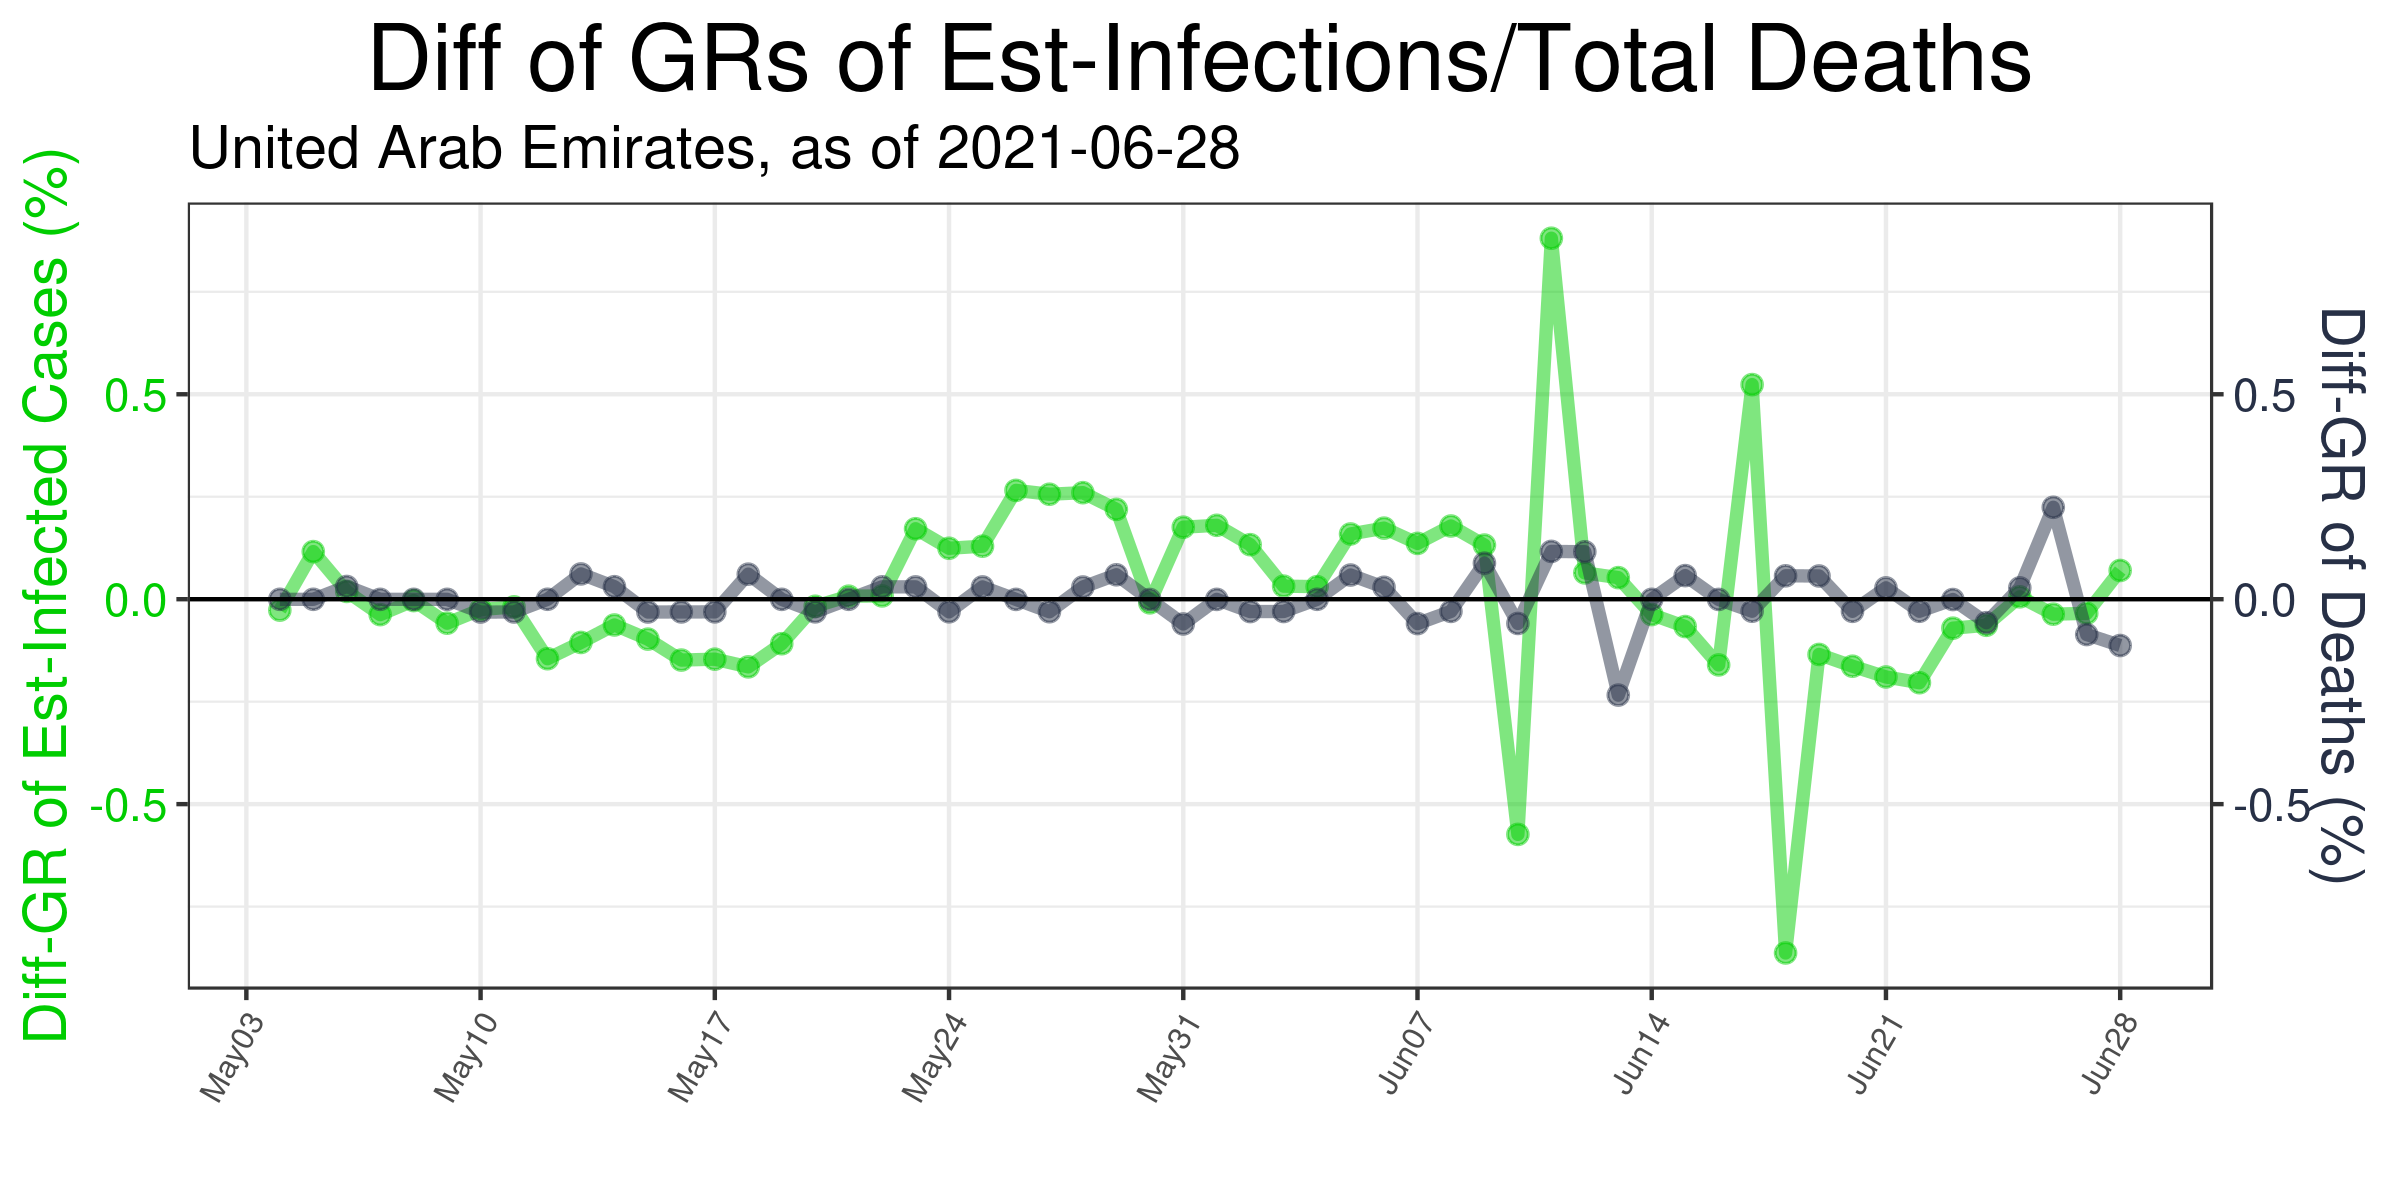 Diff of GRs of Est-Infections/Total Deaths
United Arab Emirates, as of 2021-06-28
Diff-GR of Est-Infected Cases (%)
0.5
0.0
-0.5
0.5
0.0
-0.5
Diff-GR of Deaths (%)
May03
May10
May17
May24
May31
Jun07
Jun14
Jun21
Jun28